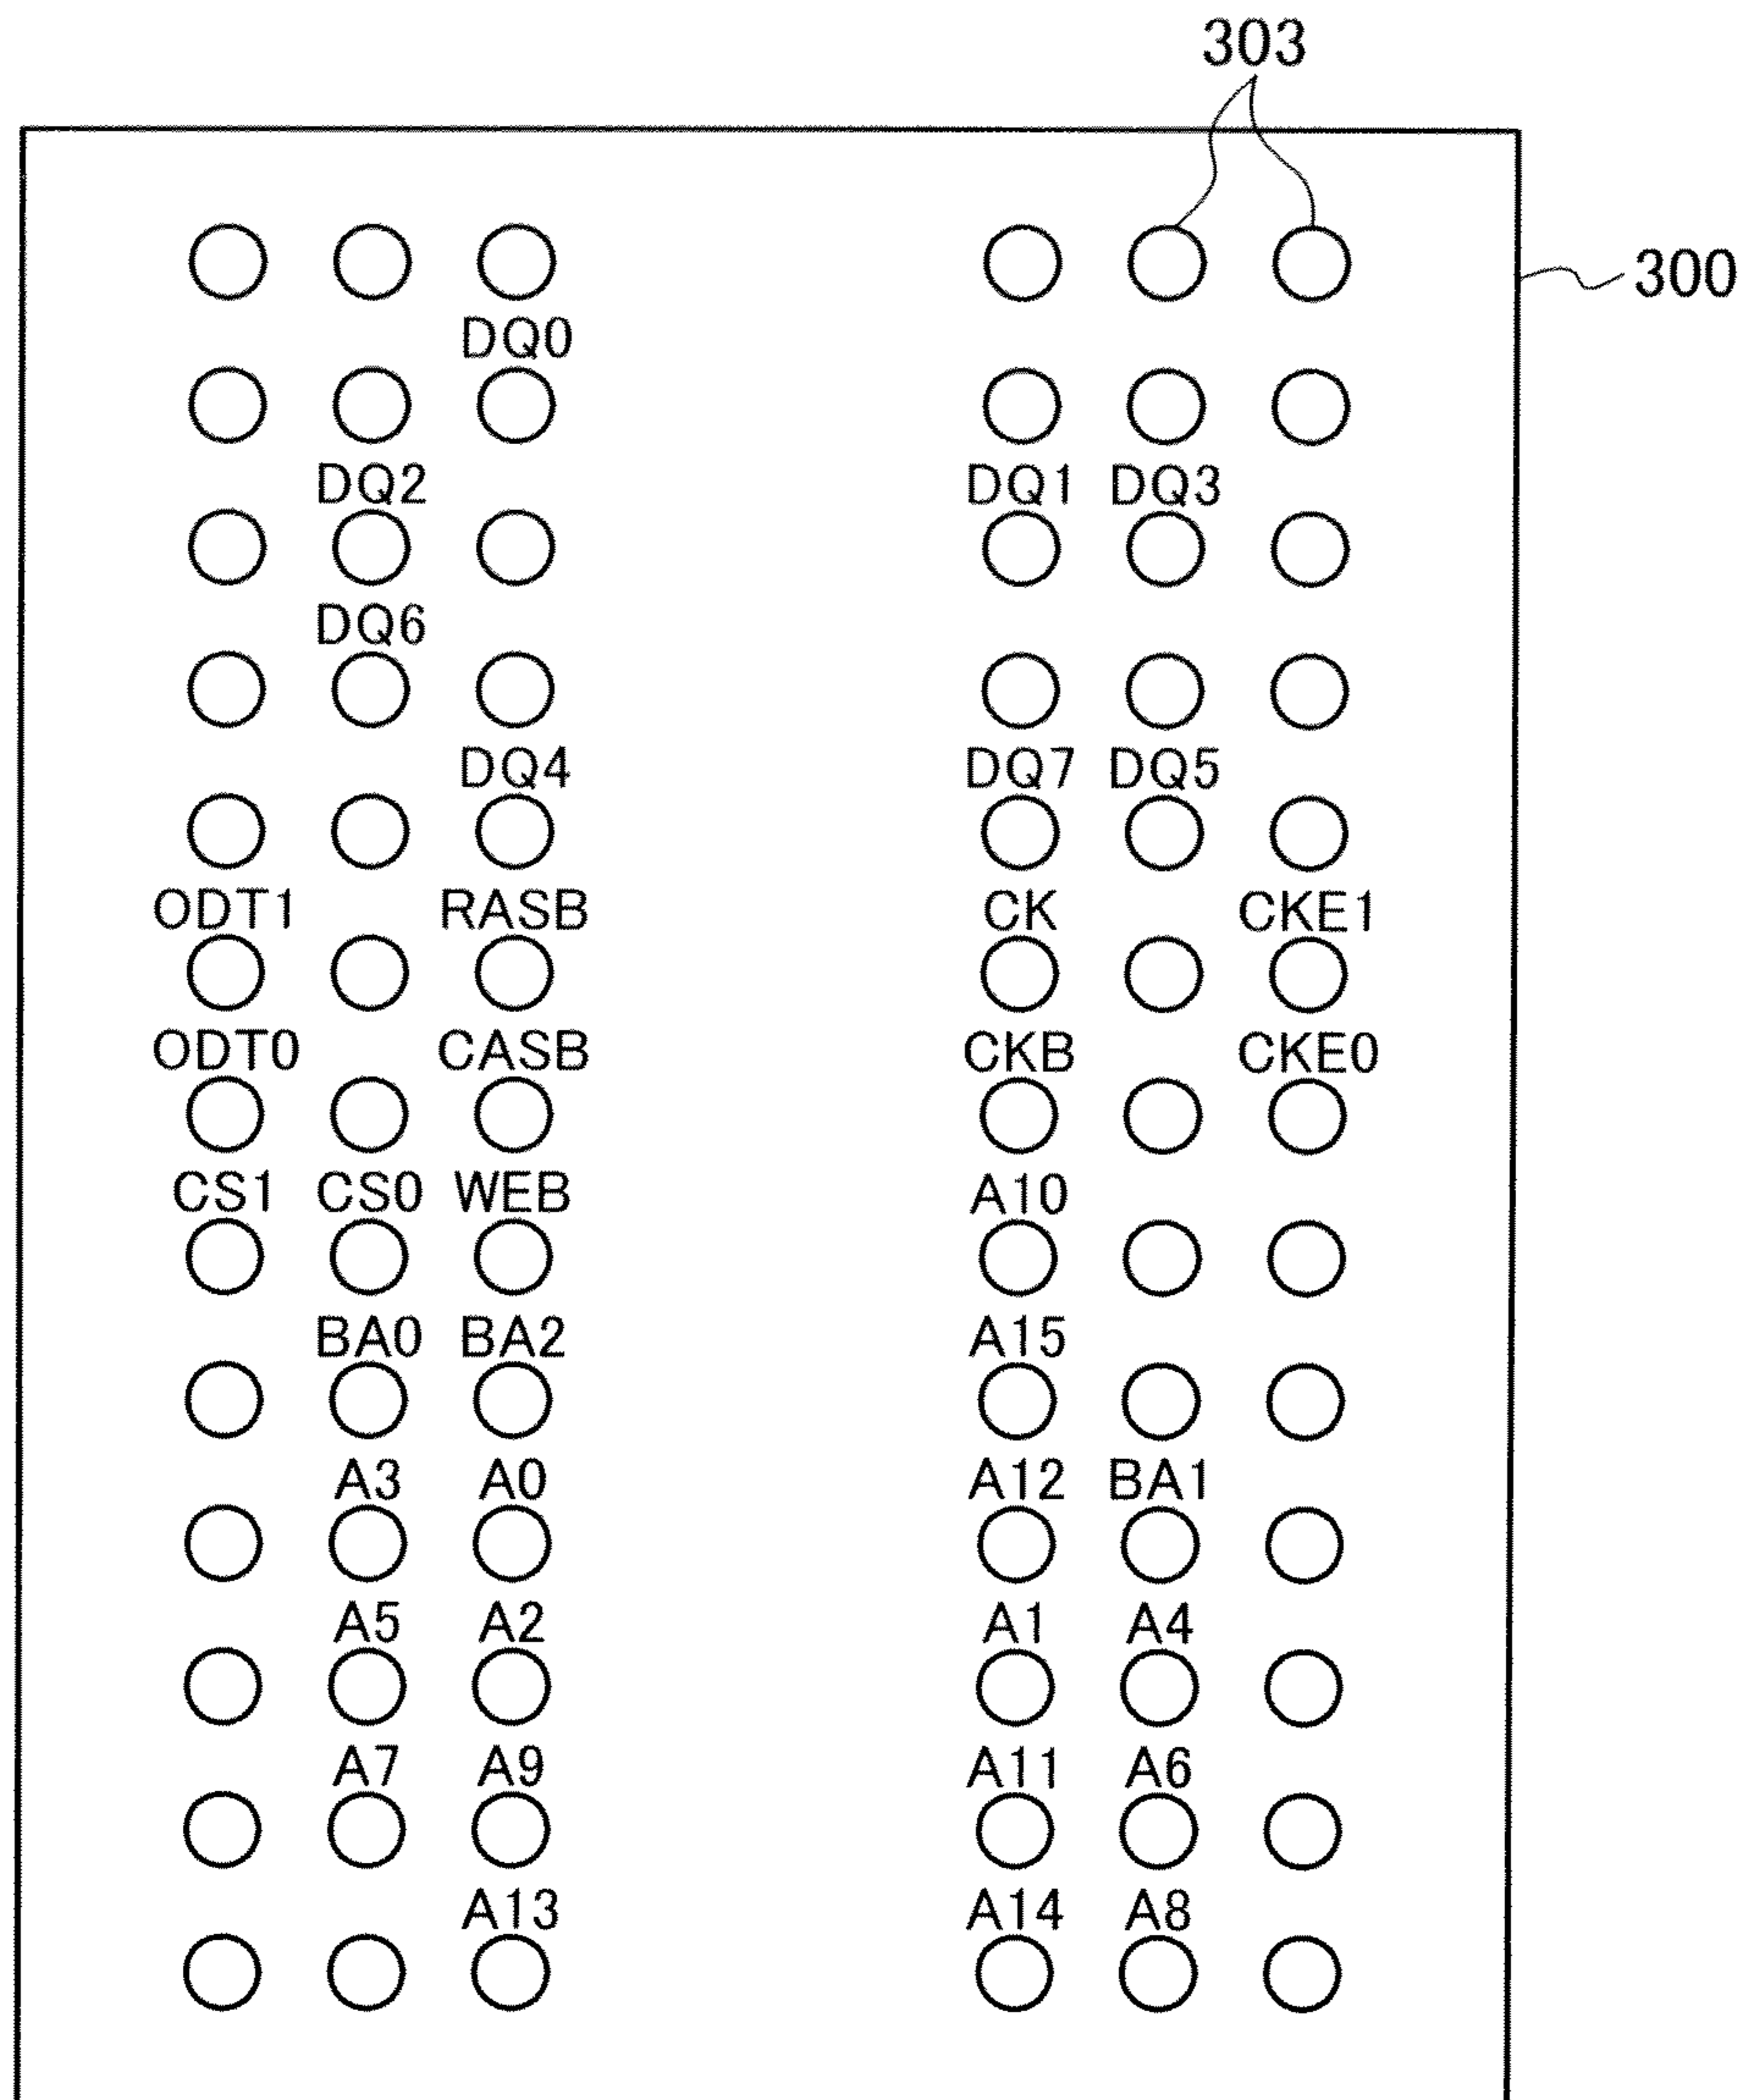 303
300
DQ0
DQ2 DQ1 DQ3
DQ6
DQ4 DQ7 DQ5
ODT1 RASB CK CKE1
ODT0 CASB CKB CKE0
CS1 CS0 WEB A10
BA0 BA2 A15
A3 A0 A12 BA1
A5 A2 A1 A4
A7 A9 A11 A6
A13 A14 A8